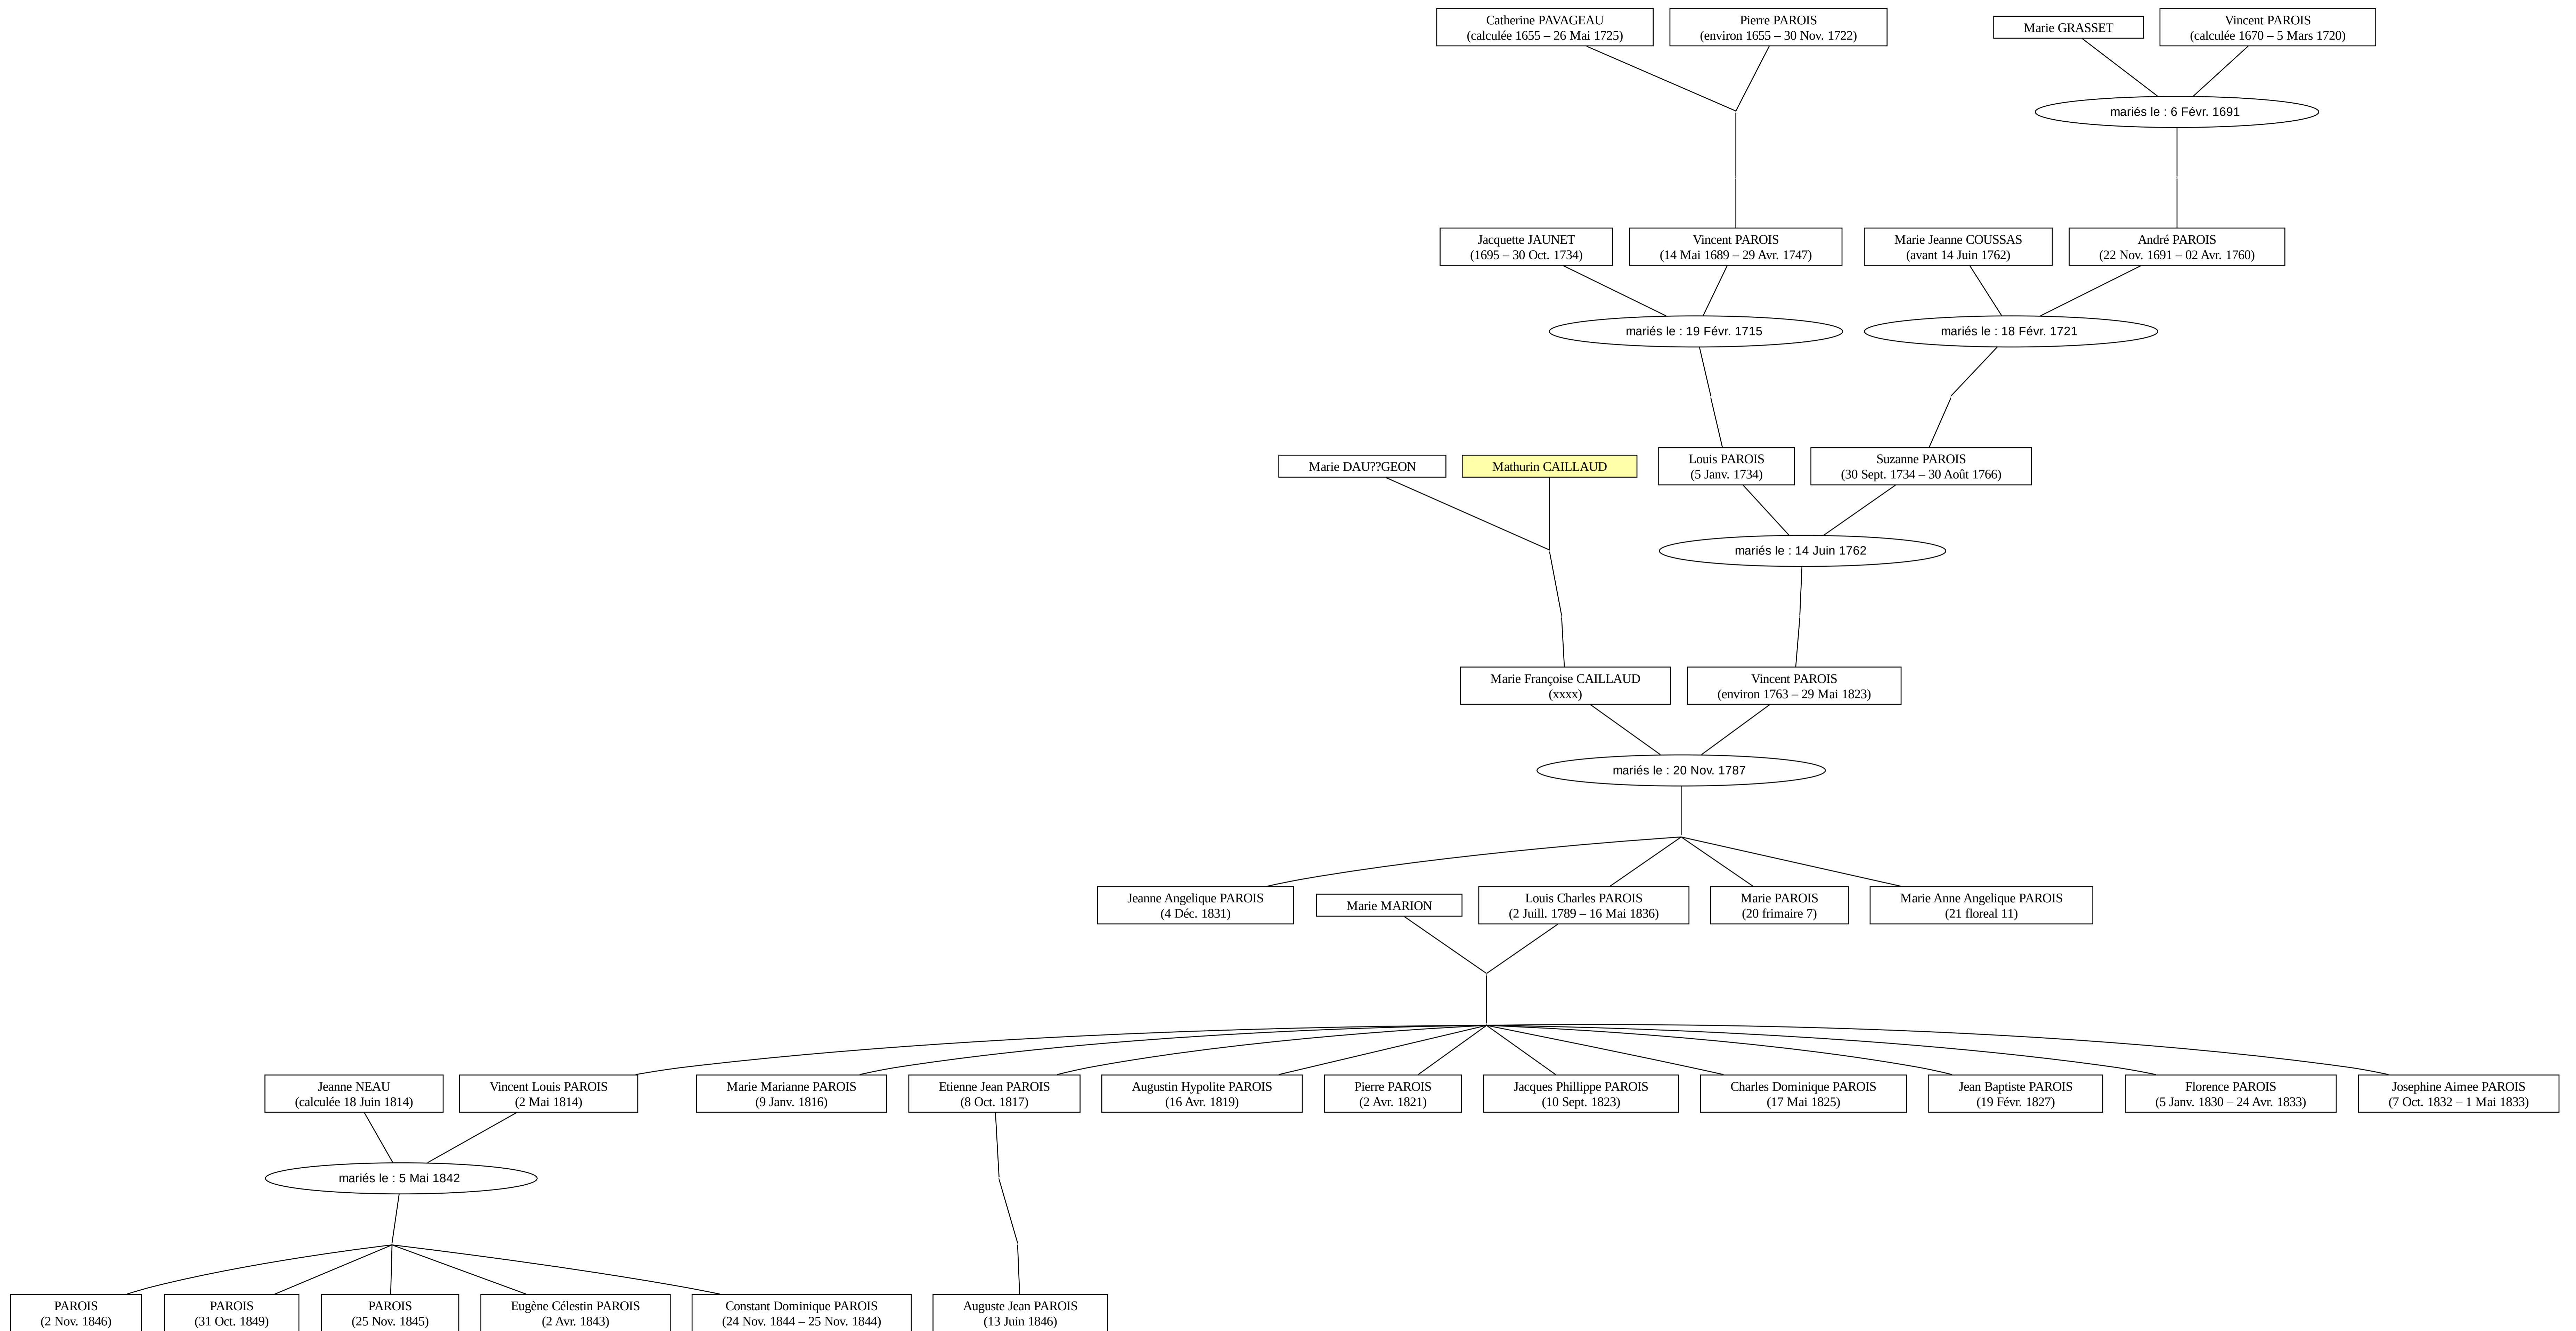 Catherine PAVAGEAU
(calculée 1655 – 26 Mai 1725)
Pierre PAROIS
(environ 1655 – 30 Nov. 1722)
Marie GRASSET
Vincent PAROIS
(calculée 1670 – 5 Mars 1720)
mariés le : 6 Févr. 1691
Jacquette JAUNET
(1695 – 30 Oct. 1734)
Vincent PAROIS
(14 Mai 1689 – 29 Avr. 1747)
Marie Jeanne COUSSAS
(avant 14 Juin 1762)
André PAROIS
(22 Nov. 1691 – 02 Avr. 1760)
mariés le : 19 Févr. 1715
mariés le : 18 Févr. 1721
Marie DAU??GEON
Mathurin CAILLAUD
Louis PAROIS
(5 Janv. 1734)
Suzanne PAROIS
(30 Sept. 1734 – 30 Août 1766)
mariés le : 14 Juin 1762
Marie Françoise CAILLAUD
(xxxx)
Vincent PAROIS
(environ 1763 – 29 Mai 1823)
mariés le : 20 Nov. 1787
Jeanne Angelique PAROIS
(4 Déc. 1831)
Marie MARION
Louis Charles PAROIS
(2 Juill. 1789 – 16 Mai 1836)
Marie PAROIS
(20 frimaire 7)
Marie Anne Angelique PAROIS
(21 floreal 11)
Jeanne NEAU
(calculée 18 Juin 1814)
Vincent Louis PAROIS
(2 Mai 1814)
Marie Marianne PAROIS
(9 Janv. 1816)
Etienne Jean PAROIS
(8 Oct. 1817)
Augustin Hypolite PAROIS
(16 Avr. 1819)
Pierre PAROIS
(2 Avr. 1821)
Jacques Phillippe PAROIS
(10 Sept. 1823)
Charles Dominique PAROIS
(17 Mai 1825)
Jean Baptiste PAROIS
(19 Févr. 1827)
Florence PAROIS
(5 Janv. 1830 – 24 Avr. 1833)
Josephine Aimee PAROIS
(7 Oct. 1832 – 1 Mai 1833)
mariés le : 5 Mai 1842
PAROIS
(2 Nov. 1846)
PAROIS
(31 Oct. 1849)
PAROIS
(25 Nov. 1845)
Eugène Célestin PAROIS
(2 Avr. 1843)
Constant Dominique PAROIS
(24 Nov. 1844 – 25 Nov. 1844)
Auguste Jean PAROIS
(13 Juin 1846)